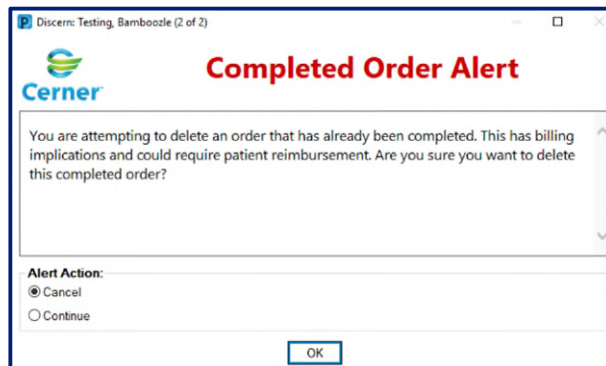 Discern: Testing, Bamboozle (2 of 2)
Cerner
Completed Order Alert
You are attempting to delete an order that has already been completed. This has billing
implications and could require patient reimbursement. Are you sure you want to delete
this completed order?
Alert Action:
Cancel
Continue
OK